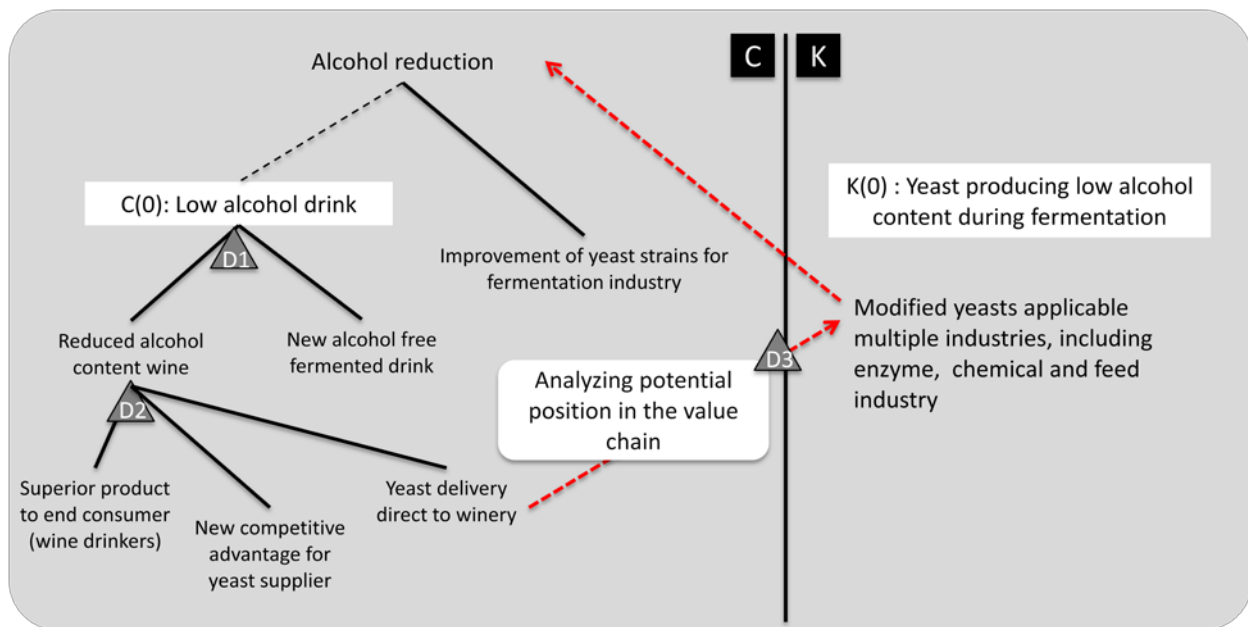 Alcohol reduction
C
K
C(0): Low alcohol drink
K(0) : Yeast producing low alcohol
content during fermentation
D1
Improvement of yeast strains for
fermentation industry
Reduced alcohol
content wine
New alcohol free
fermented drink
Modified yeasts applicable
multiple industries, including
enzyme, chemical and feed
industry
D3
Analyzing potential
position in the value
chain
D2
Superior product
to end consumer
(wine drinkers)
New competitive
advantage for
yeast supplier
Yeast delivery
direct to winery